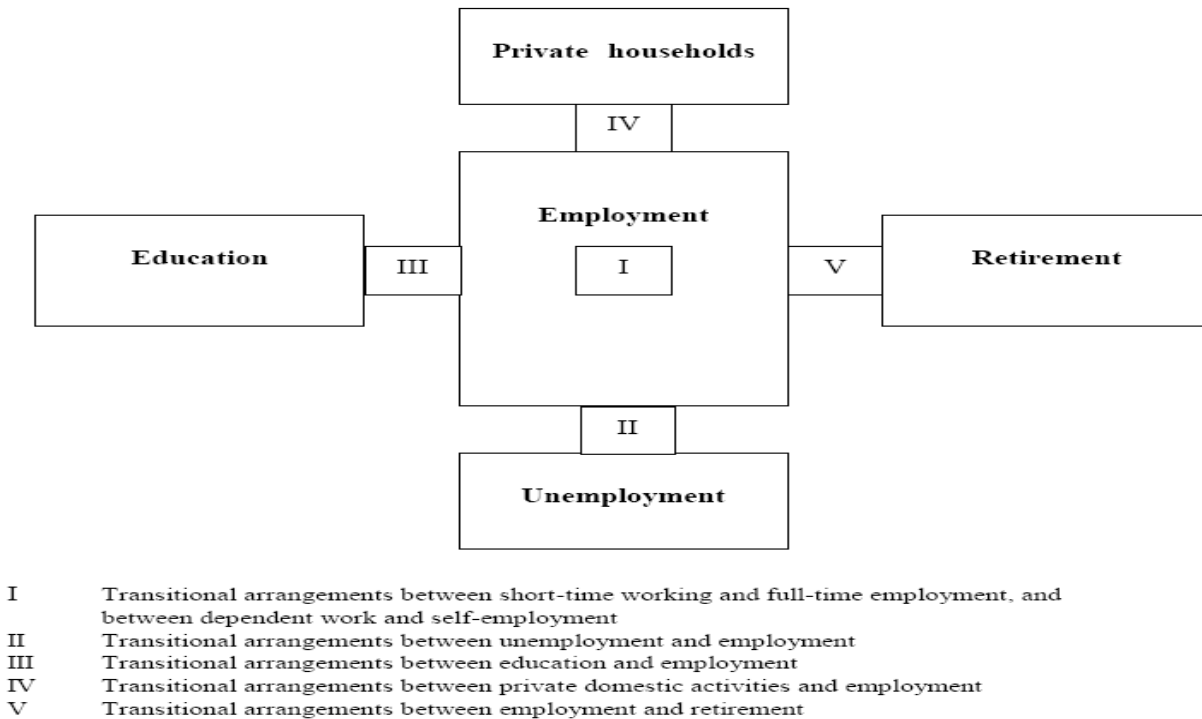 Private households
IV
Employment
Education
III
I
V
Retirement
II
Unemployment
I Transitional arrangements between short-time working and full-time employment, and
between dependent work and self-employment
II Transitional arrangements between unemployment and employment
III Transitional arrangements between education and employment
IV Transitional arrangements between private domestic activities and employment
V Transitional arrangements between employment and retirement